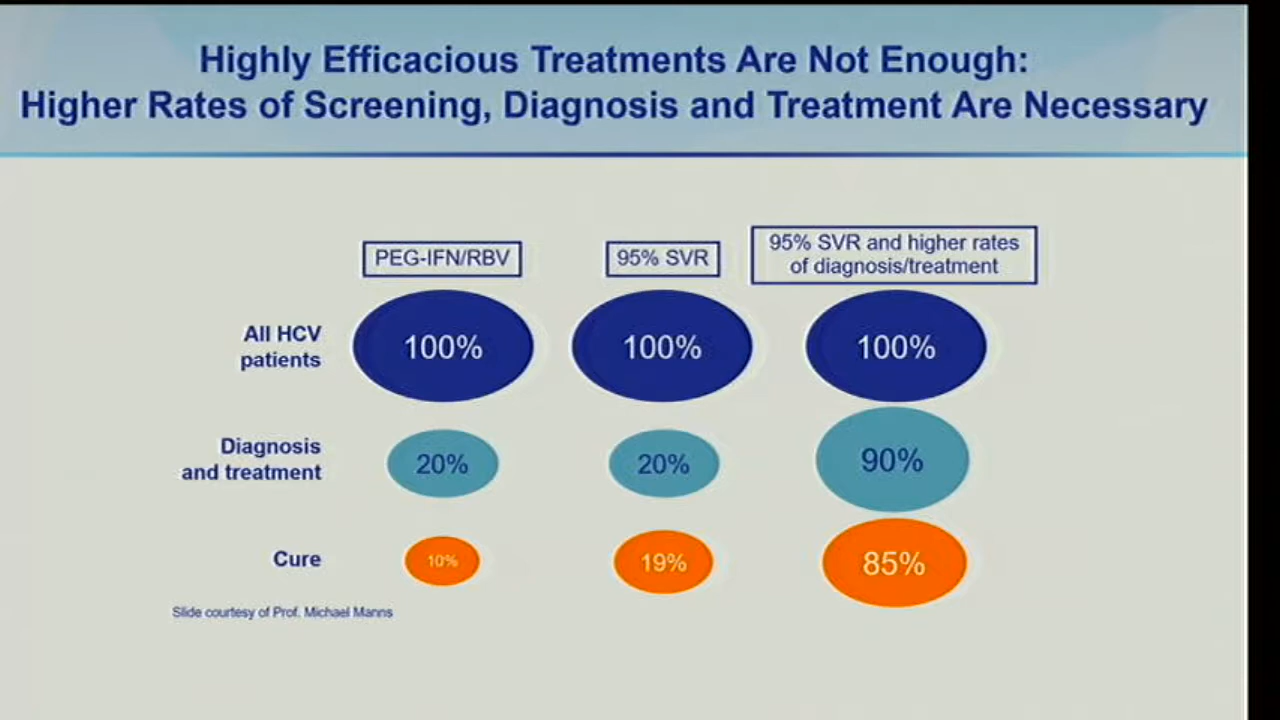 Highly Efficacious Treatments Are Not Enough:
Higher Rates of Screening, Diagnosis and Treatment Are Necessary
PEG-IFN/RBV
95% SVR
95% SVR and higher rates
of diagnosis/treatment
All HCV
patients
100%
100%
100%
Diagnosis
and treatment
20%
20%
90%
Cure
10%
19%
85%
Slide courtesy of Prof. Michael Manns